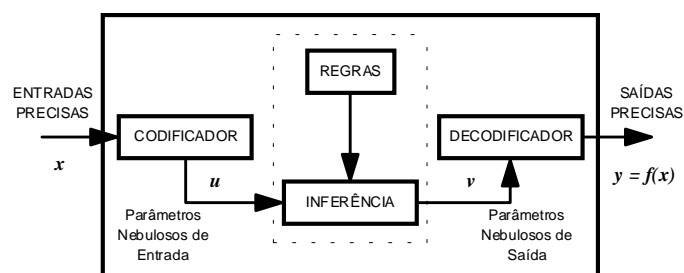 ENTRADAS
PRECISAS
x
CODIFICADOR
u
Parâmetros
Nebulosos de
Entrada
REGRAS
INFERÊNCIA
DECODIFICADOR
v
Parâmetros
Nebulosos de
Saída
SAÍDAS
PRECISAS
y = f(x)